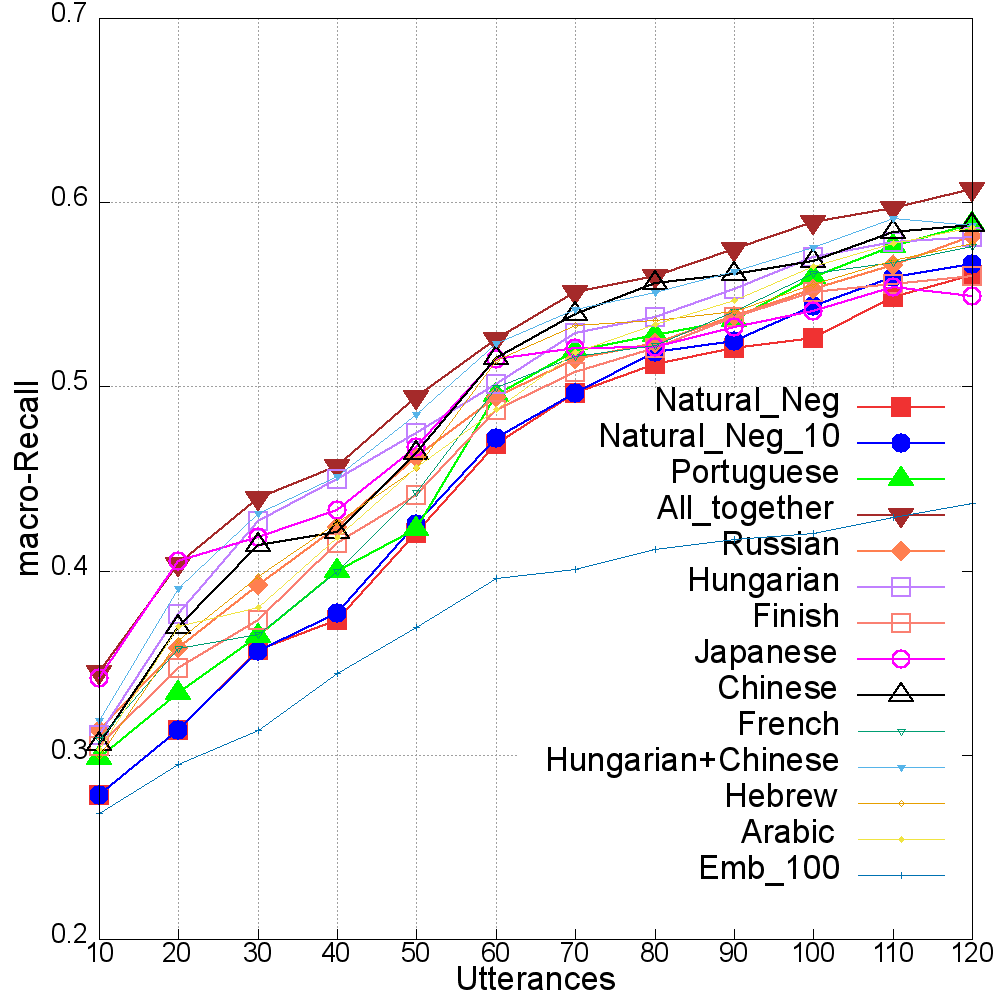 0.7
0.6
0.5
0.4
0.3
0.2
macro-Recall
Natural_Neg
Natural_Neg_10
Portuguese
All_together
Russian
Hungarian
Finish
Japanese
Chinese
French
Hungarian+Chinese
Hebrew
Arabic
Emb_100
10 20 30 40 50 60 70 80 90 100 110 120
Utterances